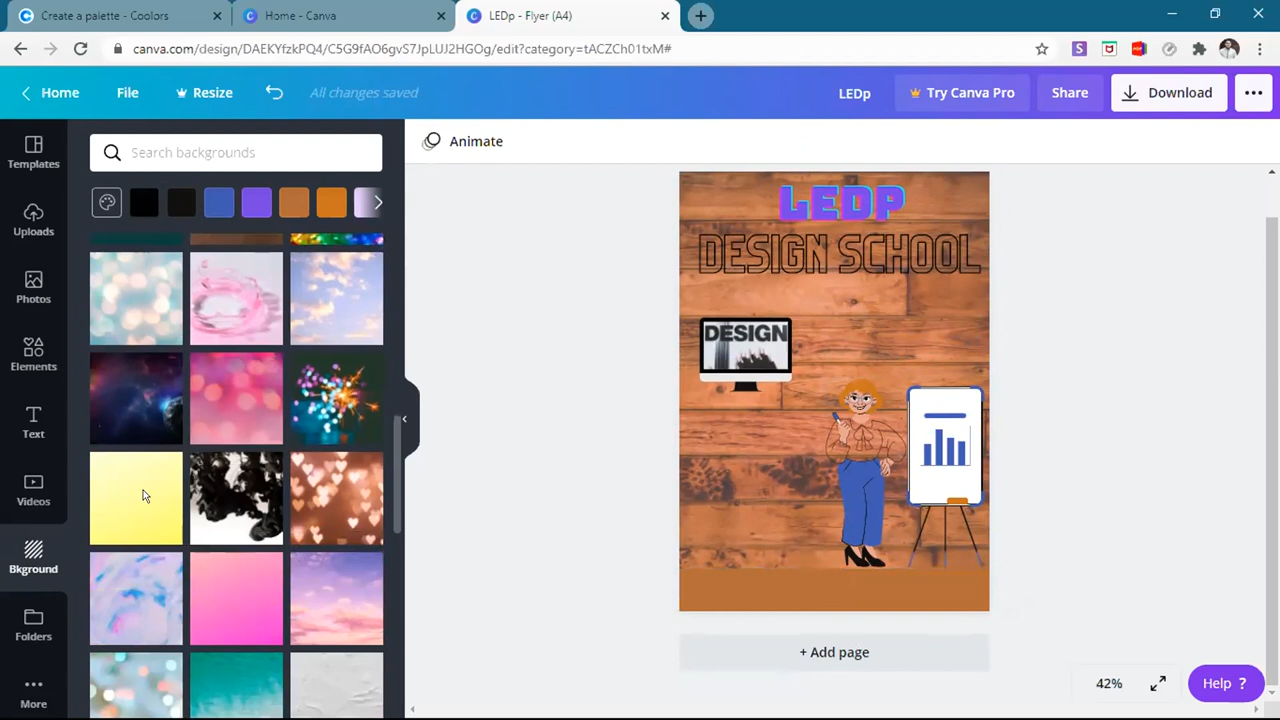 Create a palette - Coolors
Home - Canva
LEDp - Flyer (A4)
canva.com/design/DAEKYfzkPQ4/C5G9fAO6gvS7JpLUJ2HGOg/edit?category=tACZCh01txM#
Home
File
Resize
All changes saved
LEDp
Try Canva Pro
Share
Download
Templates
Uploads
Photos
Elements
Text
Videos
Bkground
Folders
More
Search backgrounds
Animate
LEDP
DESIGN SCHOOL
DESIGN
+ Add page
42%
Help ?